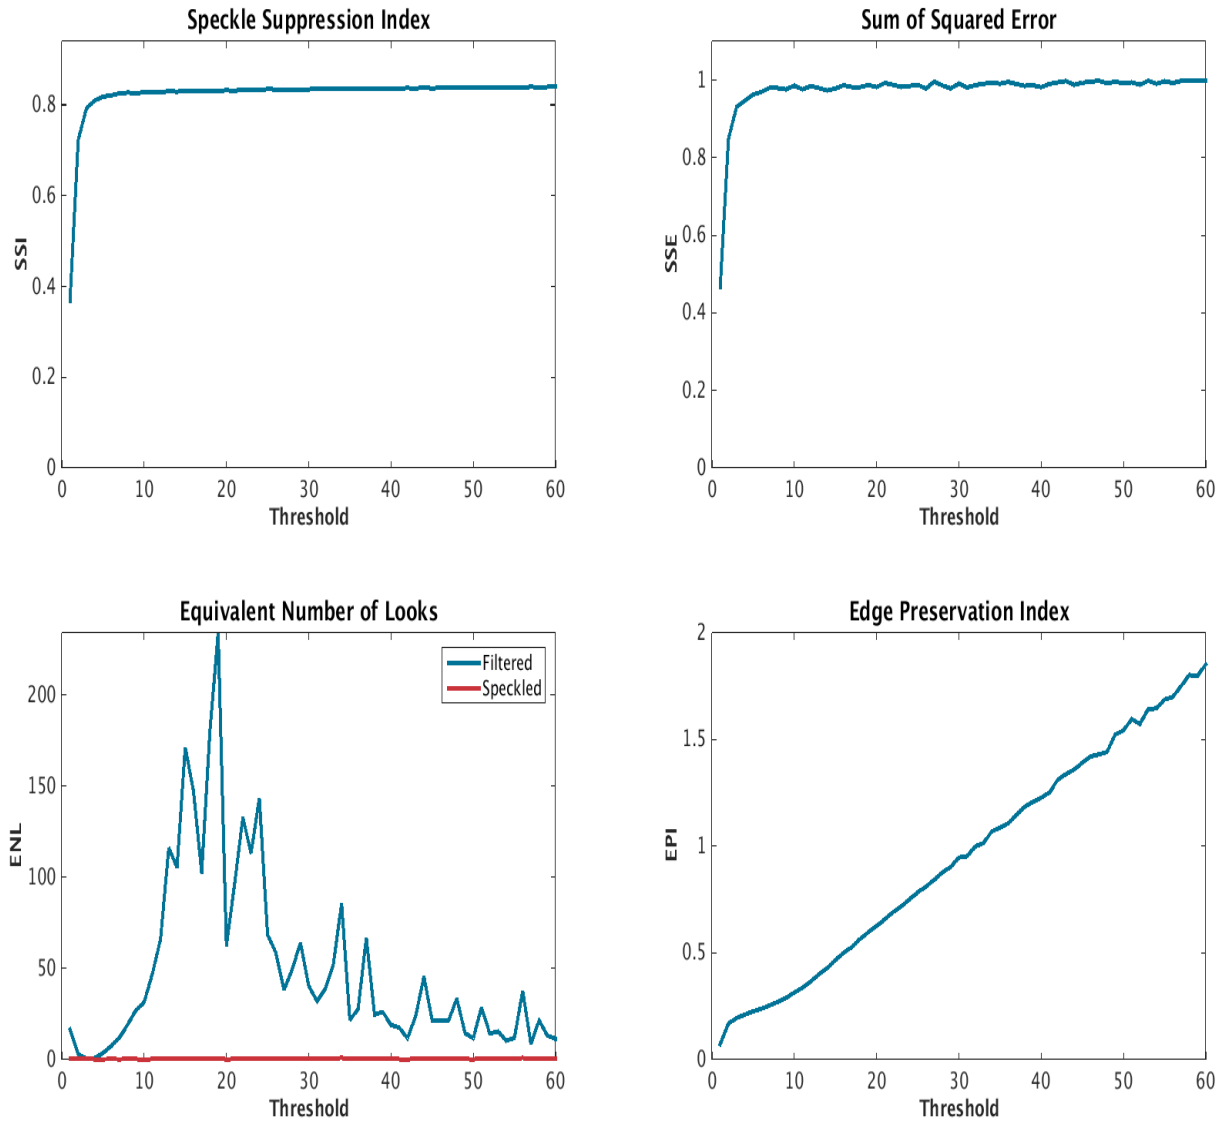 Speckle Suppression Index
SSI
0.8
0.6
0.4
0.2
0
0 10 20 30 40 50 60
Threshold
Sum of Squared Error
SSE
1
0.8
0.6
0.4
0.2
0
0 10 20 30 40 50 60
Threshold
Equivalent Number of Looks
Filtered
Speckled
ENL
200
150
100
50
0
0 10 20 30 40 50 60
Threshold
Edge Preservation Index
EPI
2
1.5
1
0.5
0
0 10 20 30 40 50 60
Threshold